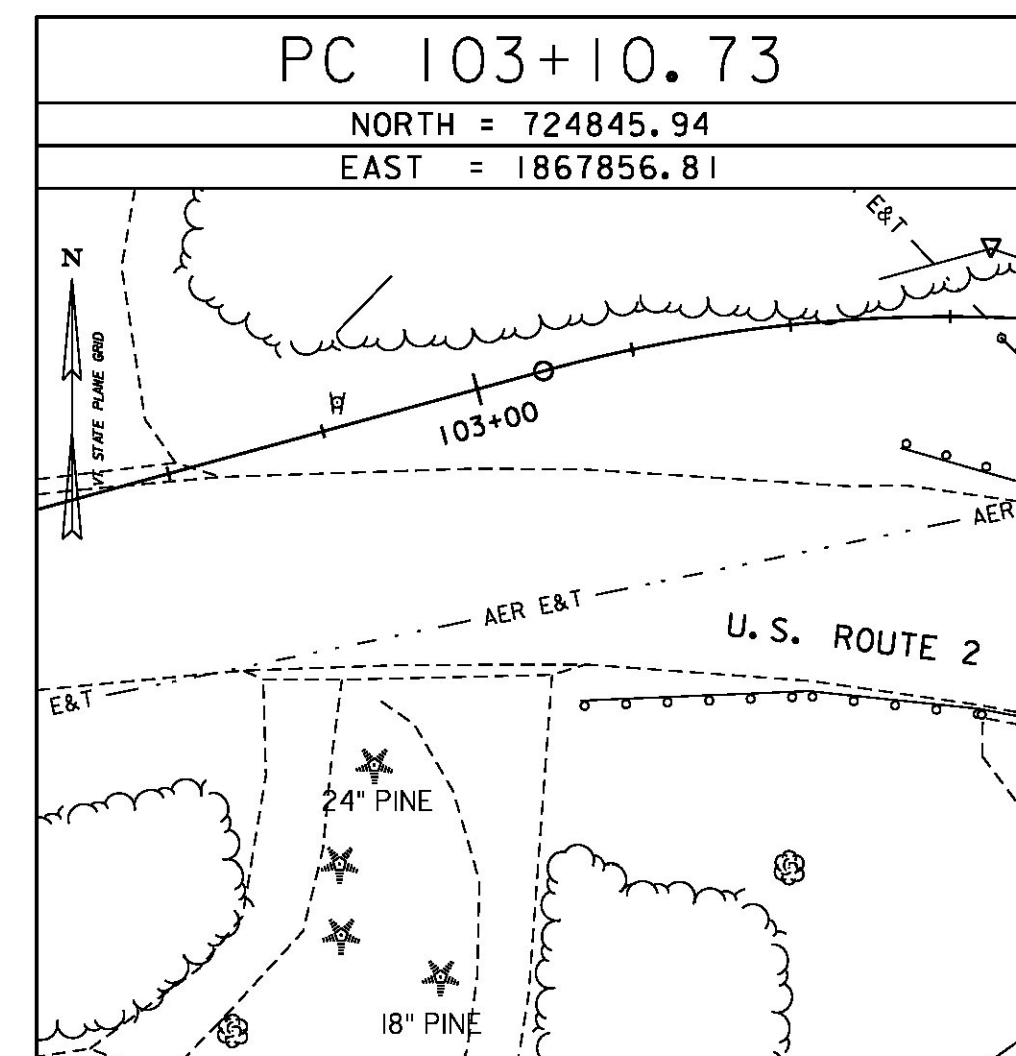 PC 103+10.73
NORTH = 724845.94
EAST = 1867856.81
E&T
N
VT STATE PLANE GRID
103+00
AER
AER E&T
U.S. ROUTE 2
E&T
24" PINE
18" PINE